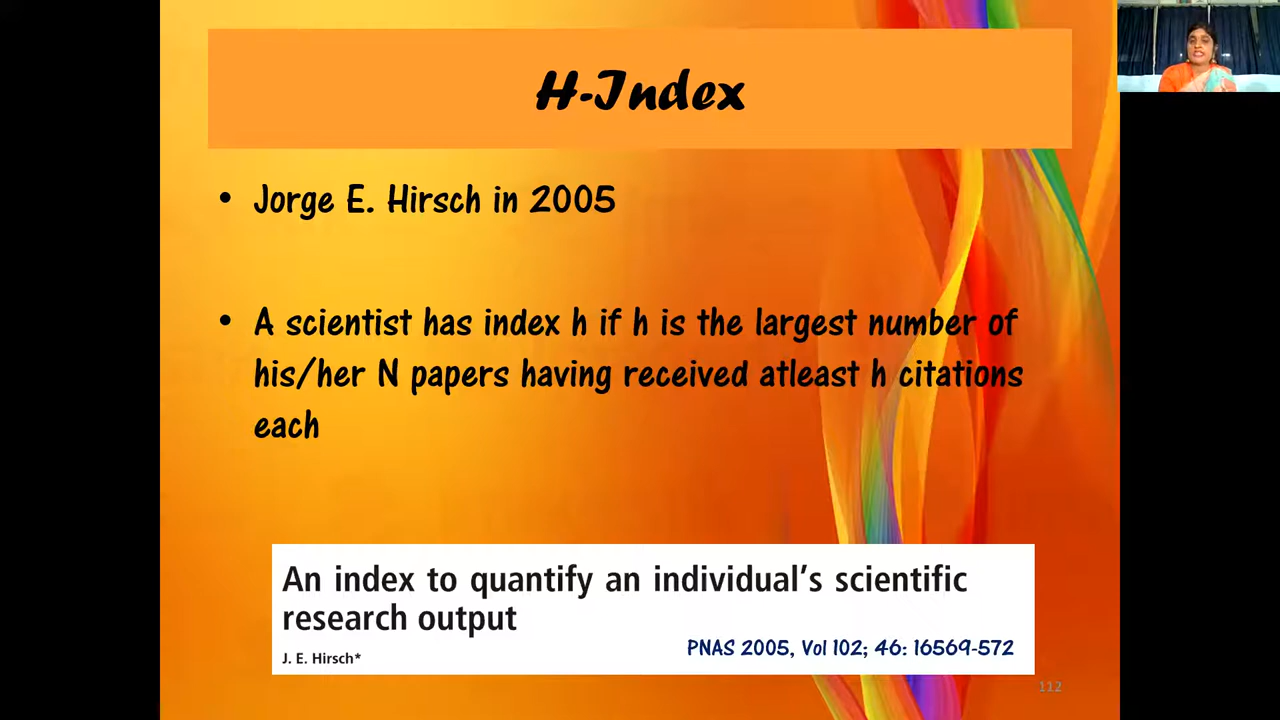 H-Index
• Jorge E. Hirsch in 2005
• A scientist has index h if h is the largest number of
his/her N papers having received atleast h citations
each
An index to quantify an individual's scientific
research output
PNAS 2005, Vol 102; 46: 16569-572
J. E. Hirsch*
112